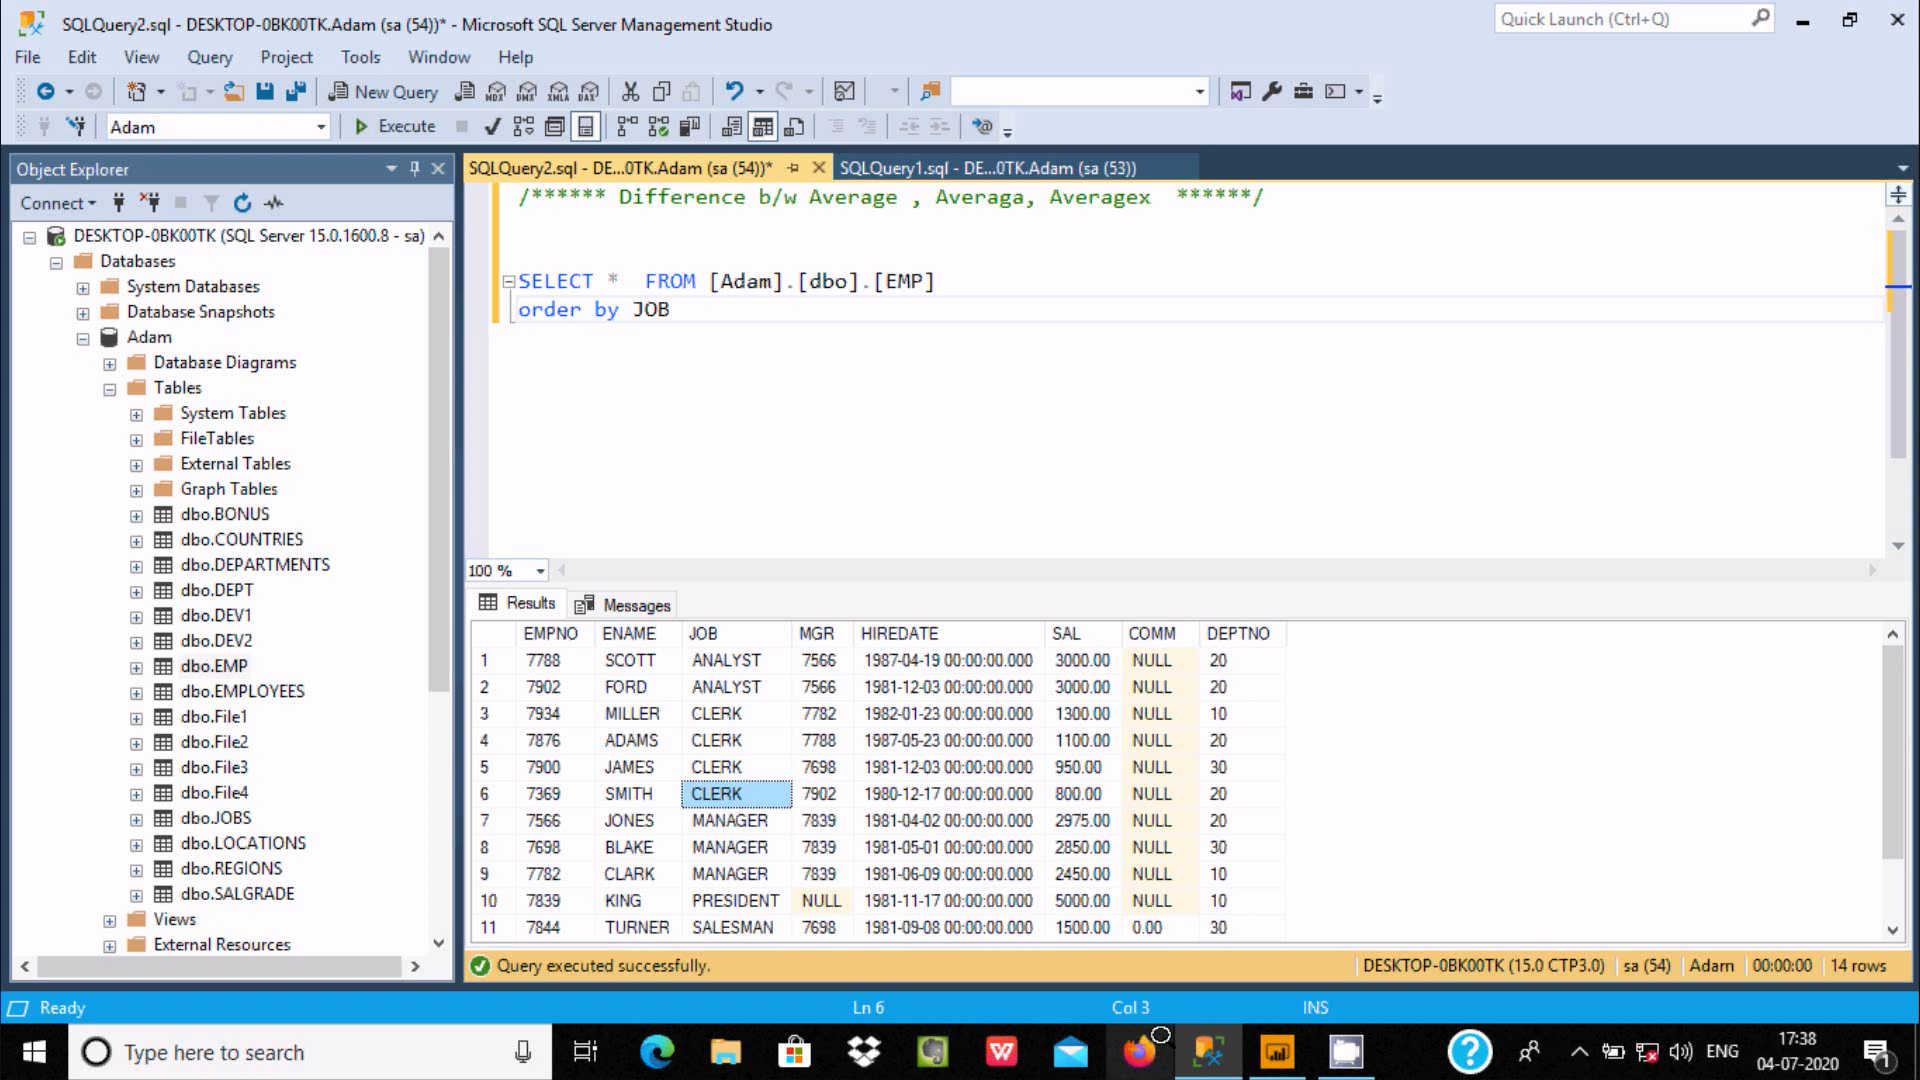 SQLQuery2.sql - DESKTOP-0BK00TK.Adam (sa (54))* - Microsoft SQL Server Management Studio
Quick Launch (Ctrl+Q)
File Edit View Query Project Tools Window Help
New Query
Adam Execute
Object Explorer
SQLQuery2.sql - DE...0TK.Adam (sa (54))* SQLQuery1.sql - DE...0TK.Adam (sa (53))
Connect
DESKTOP-0BK00TK (SQL Server 15.0.1600.8 - sa)
Databases
System Databases
Database Snapshots
Adam
Database Diagrams
Tables
System Tables
FileTables
External Tables
Graph Tables
dbo.BONUS
dbo.COUNTRIES
dbo.DEPARTMENTS
dbo.DEPT
dbo.DEV1
dbo.DEV2
dbo.EMP
dbo.EMPLOYEES
dbo.File1
dbo.File2
dbo.File3
dbo.File4
dbo.JOBS
dbo.LOCATIONS
dbo.REGIONS
dbo.SALGRADE
Views
External Resources
/****** Difference b/w Average , Averaga, Averagex ******/
SELECT * FROM [Adam].[dbo].[EMP]
order by JOB
100 %
Results Messages
EMPNO ENAME JOB MGR HIREDATE SAL COMM DEPTNO
1 7788 SCOTT ANALYST 7566 1987-04-19 00:00:00.000 3000.00 NULL 20
2 7902 FORD ANALYST 7566 1981-12-03 00:00:00.000 3000.00 NULL 20
3 7934 MILLER CLERK 7782 1982-01-23 00:00:00.000 1300.00 NULL 10
4 7876 ADAMS CLERK 7788 1987-05-23 00:00:00.000 1100.00 NULL 20
5 7900 JAMES CLERK 7698 1981-12-03 00:00:00.000 950.00 NULL 30
6 7369 SMITH CLERK 7902 1980-12-17 00:00:00.000 800.00 NULL 20
7 7566 JONES MANAGER 7839 1981-04-02 00:00:00.000 2975.00 NULL 20
8 7698 BLAKE MANAGER 7839 1981-05-01 00:00:00.000 2850.00 NULL 30
9 7782 CLARK MANAGER 7839 1981-06-09 00:00:00.000 2450.00 NULL 10
10 7839 KING PRESIDENT NULL 1981-11-17 00:00:00.000 5000.00 NULL 10
11 7844 TURNER SALESMAN 7698 1981-09-08 00:00:00.000 1500.00 0.00 30
Query executed successfully. DESKTOP-0BK00TK (15.0 CTP3.0) sa (54) Adam 00:00:00 14 rows
Ready Ln 6 Col 3 INS
Type here to search
ENG
17:38
04-07-2020
1